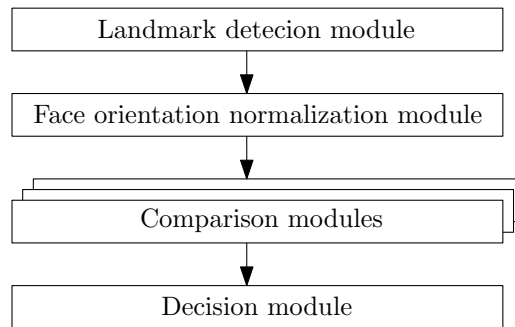 Landmark detecion module
Face orientation normalization module
Comparison modules
Decision module